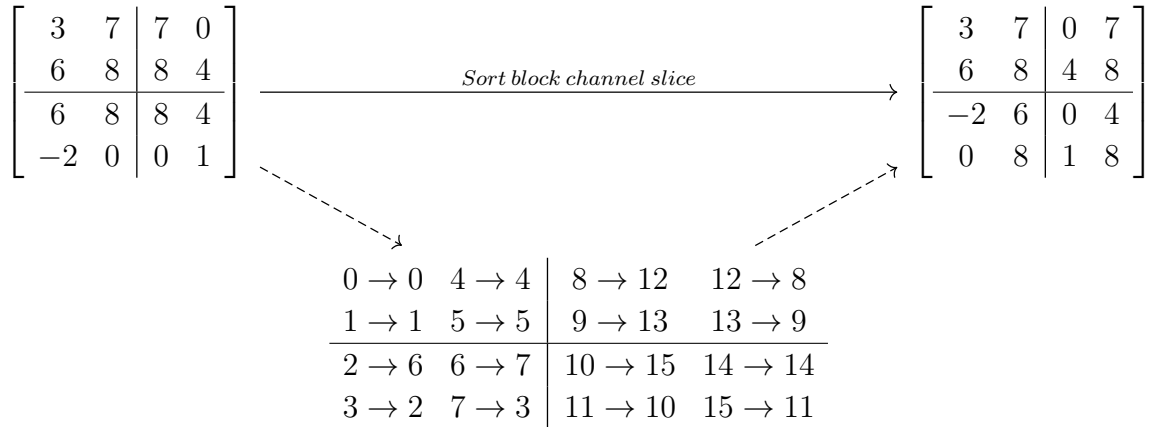 3 7 7 0
6 8 8 4
6 8 8 4
−2 0 0 1
Sort block channel slice
3 7 0 7
6 8 4 8
−2 6 0 4
0 8 1 8
0 → 0 4 → 4 8 → 12 12 → 8
1 → 1 5 → 5 9 → 13 13 → 9
2 → 6 6 → 7 10 → 15 14 → 14
3 → 2 7 → 3 11 → 10 15 → 11